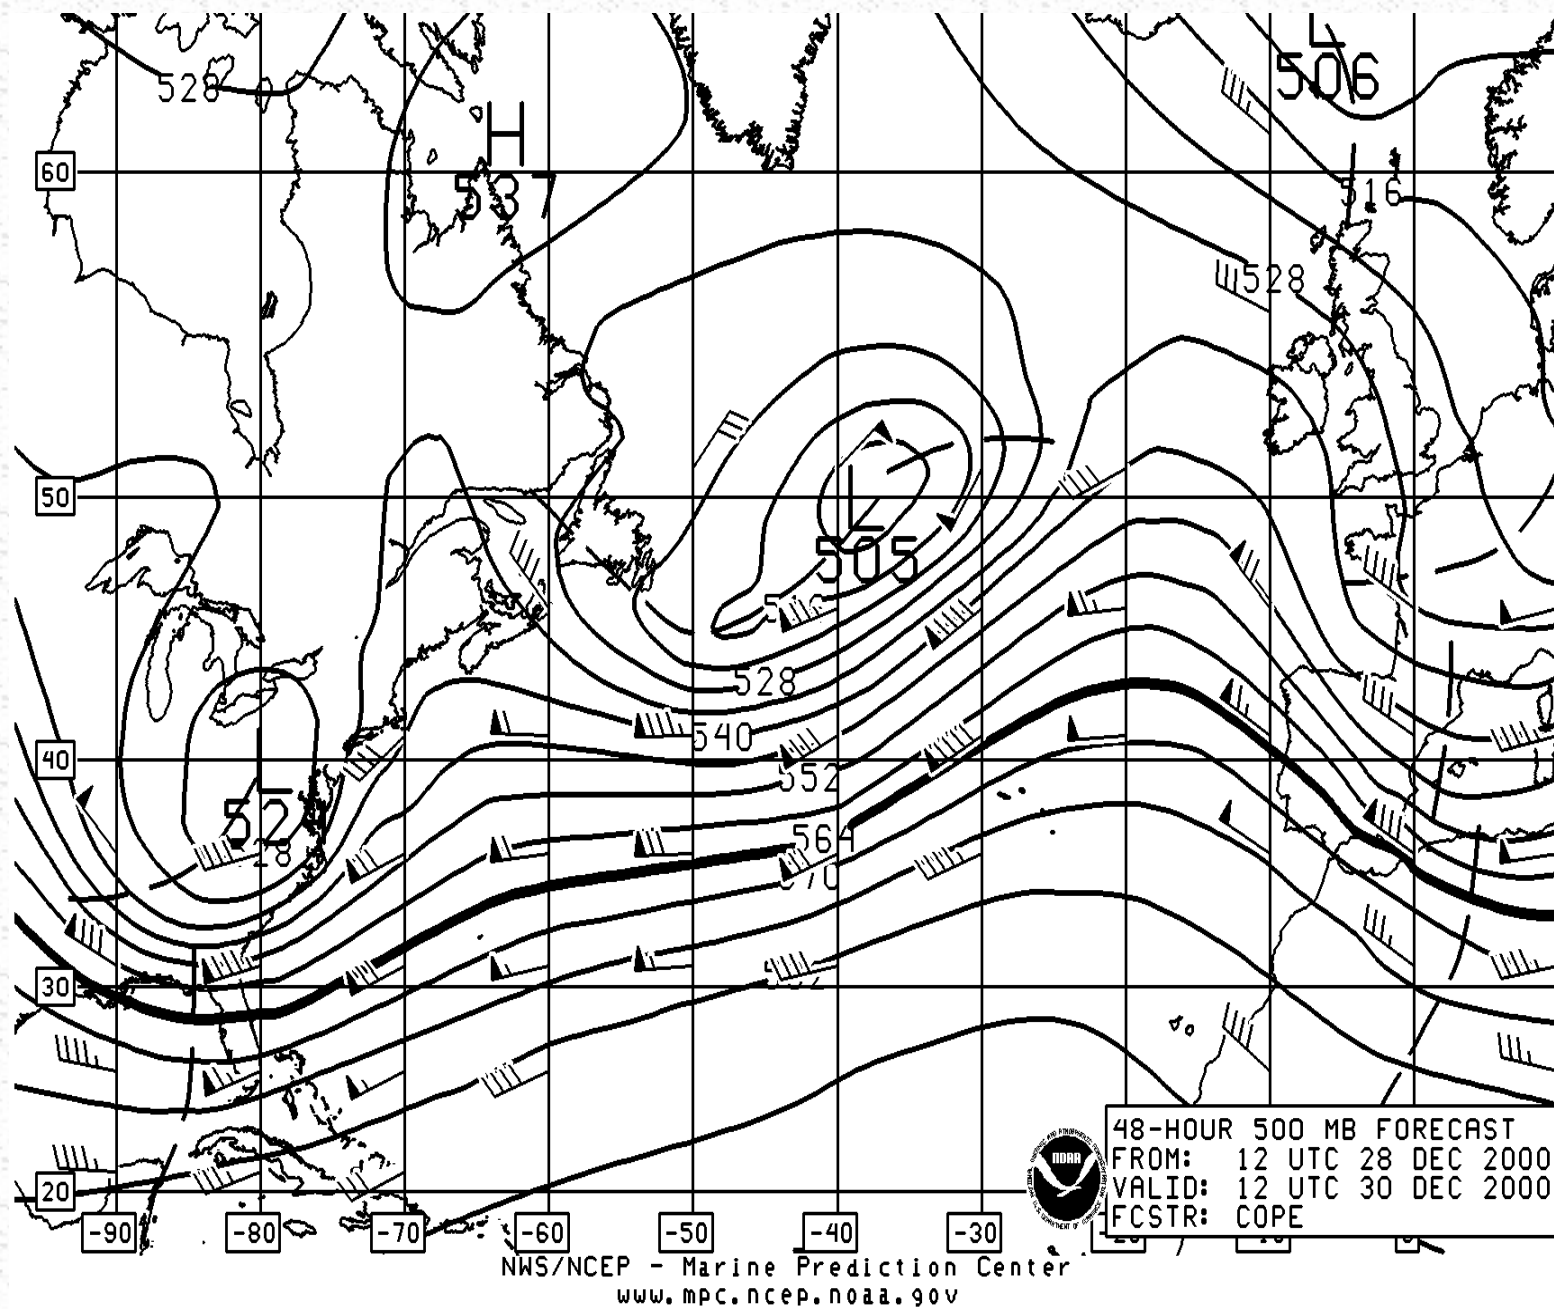 L
506
528
H
60
537
516
528
50
L
505
528
540
L
40
552
52
564
30
20
48-HOUR 500 MB FORECAST
NOAA
FROM: 12 UTC 28 DEC 2000
VALID: 12 UTC 30 DEC 2000
FCSTR: COPE
-90 -80 -70 -60 -50 -40 -30
NWS/NCEP - Marine Prediction Center
www.mpc.ncep.noaa.gov